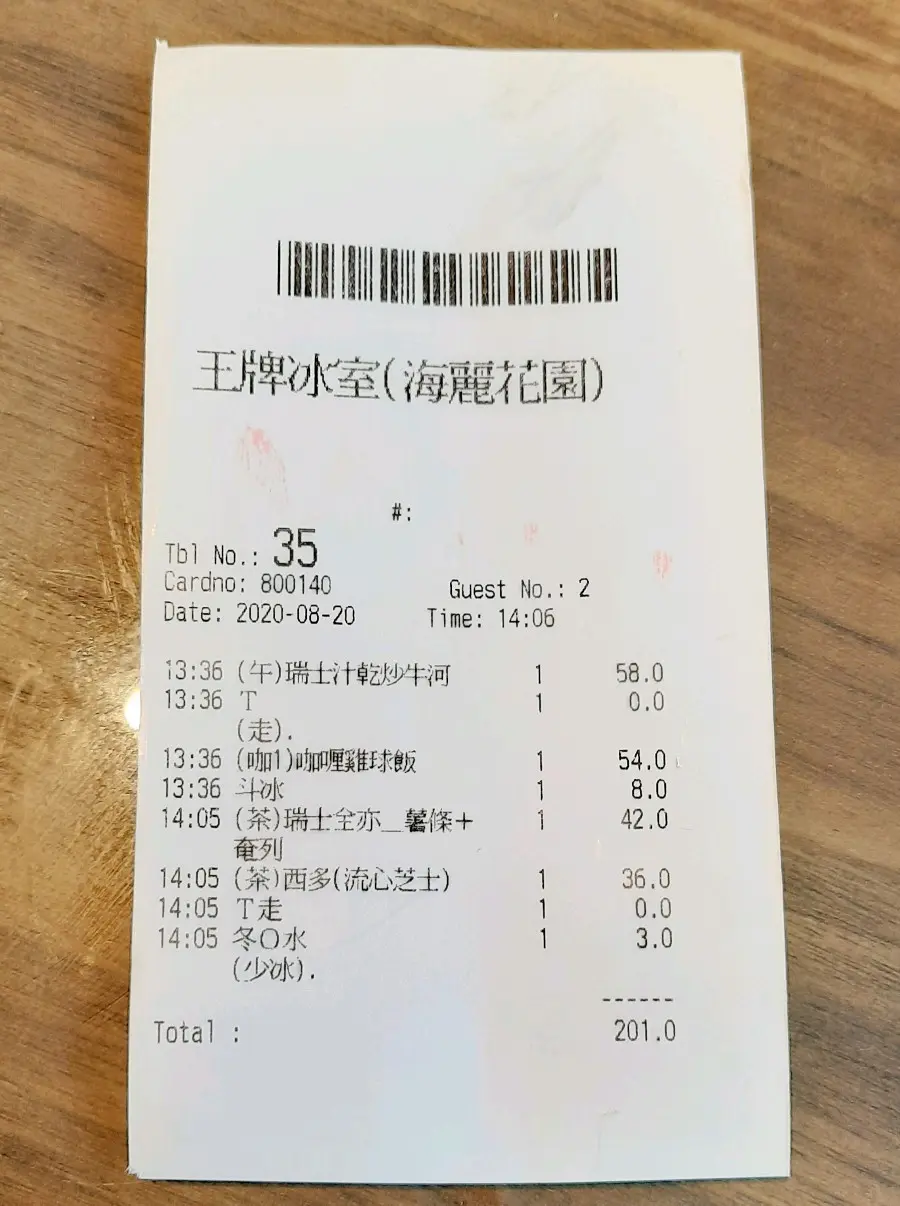 王牌冰室(海麗花園)
#:
Tbl No.: 35
Cardno: 800140 Guest No.: 2
Date: 2020-08-20 Time: 14:06
13:36 (午)瑞士汁乾炒牛河 1 58.0
13:36 T 1 0.0
(走).
13:36 (咖1)咖喱雞球飯 1 54.0
13:36 斗冰 1 8.0
14:05 (茶)瑞士全亦_薯條+ 1 42.0
奄列
14:05 (茶)西多(流心芝士) 1 36.0
14:05 T走 1 0.0
14:05 冬〇水 1 3.0
(少冰).
------
Total : 201.0